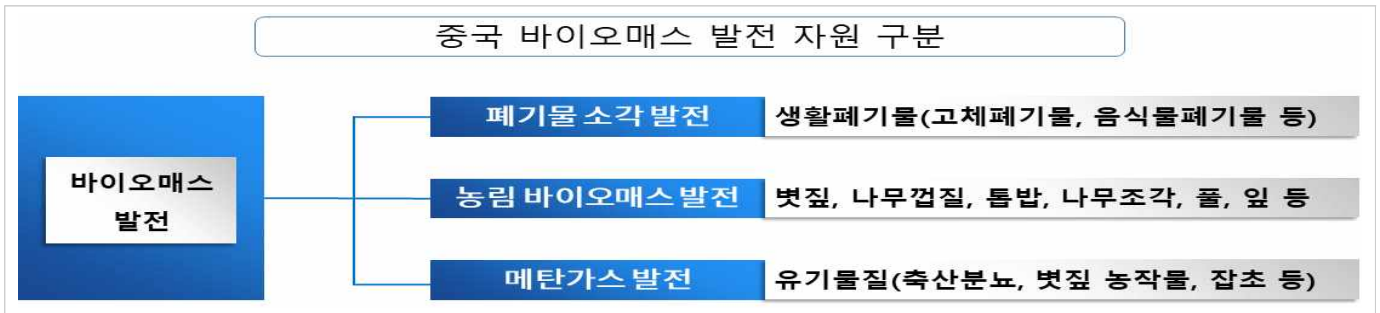 중국 바이오매스 발전 자원 구분
바이오매스
발전
폐기물 소각 발전
생활폐기물(고체폐기물, 음식물폐기물 등)
농림 바이오매스 발전
볏짚, 나무껍질, 톱밥, 나무조각, 풀, 잎 등
메탄가스 발전
유기물질(축산분뇨, 볏짚 농작물, 잡초 등)